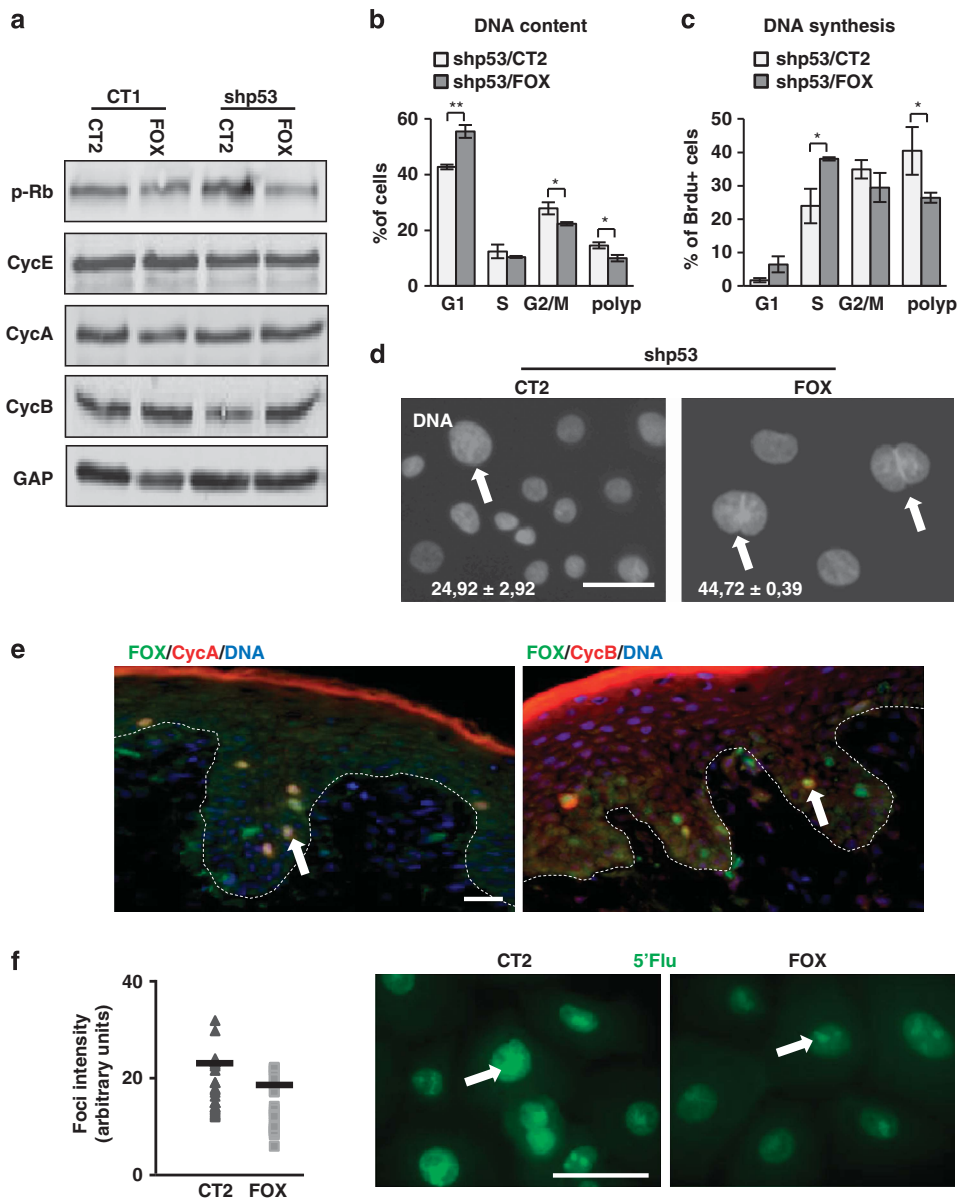 a
CT1 shp53
CT2 FOX CT2 FOX
p-Rb
CycE
CycA
CycB
GAP
b
DNA content
shp53/CT2
shp53/FOX
%of cells
60
40
20
0
**
*
*
G1 S G2/M polyp
c
DNA synthesis
shp53/CT2
shp53/FOX
% of Brdu+ cels
50
40
30
20
10
0
*
*
G1 S G2/M polyp
d
shp53
CT2 FOX
DNA
24,92 ± 2,92
44,72 ± 0,39
e
FOX/CycA/DNA
FOX/CycB/DNA
f
Foci intensity
(arbitrary units)
40
20
0
CT2 FOX
CT2 5'Flu FOX